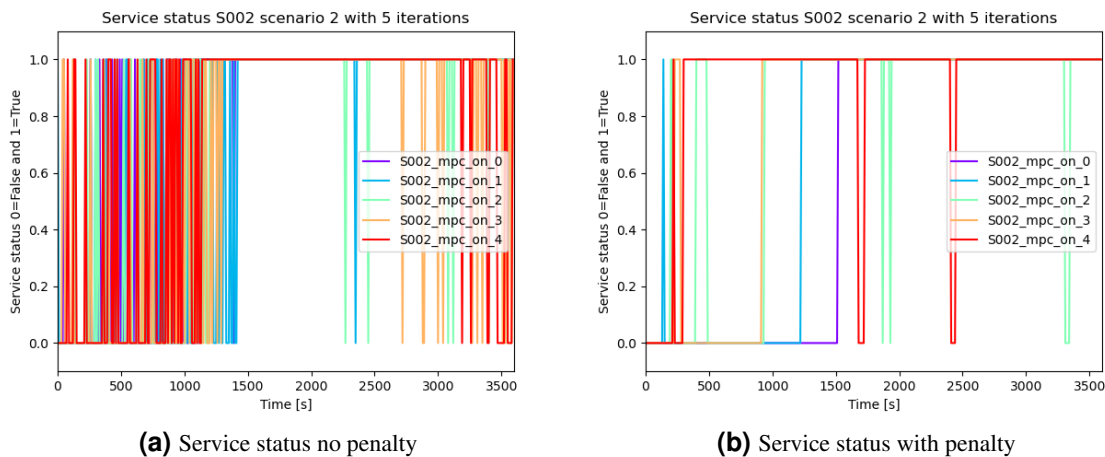 Service status S002 scenario 2 with 5 iterations
Service status 0=False and 1=True
1.0
0.8
0.6
0.4
0.2
0.0
S002_mpc_on_0
S002_mpc_on_1
S002_mpc_on_2
S002_mpc_on_3
S002_mpc_on_4
0 500 1000 1500 2000 2500 3000 3500
Time [s]
(a) Service status no penalty
Service status S002 scenario 2 with 5 iterations
Service status 0=False and 1=True
1.0
0.8
0.6
0.4
0.2
0.0
S002_mpc_on_0
S002_mpc_on_1
S002_mpc_on_2
S002_mpc_on_3
S002_mpc_on_4
0 500 1000 1500 2000 2500 3000 3500
Time [s]
(b) Service status with penalty